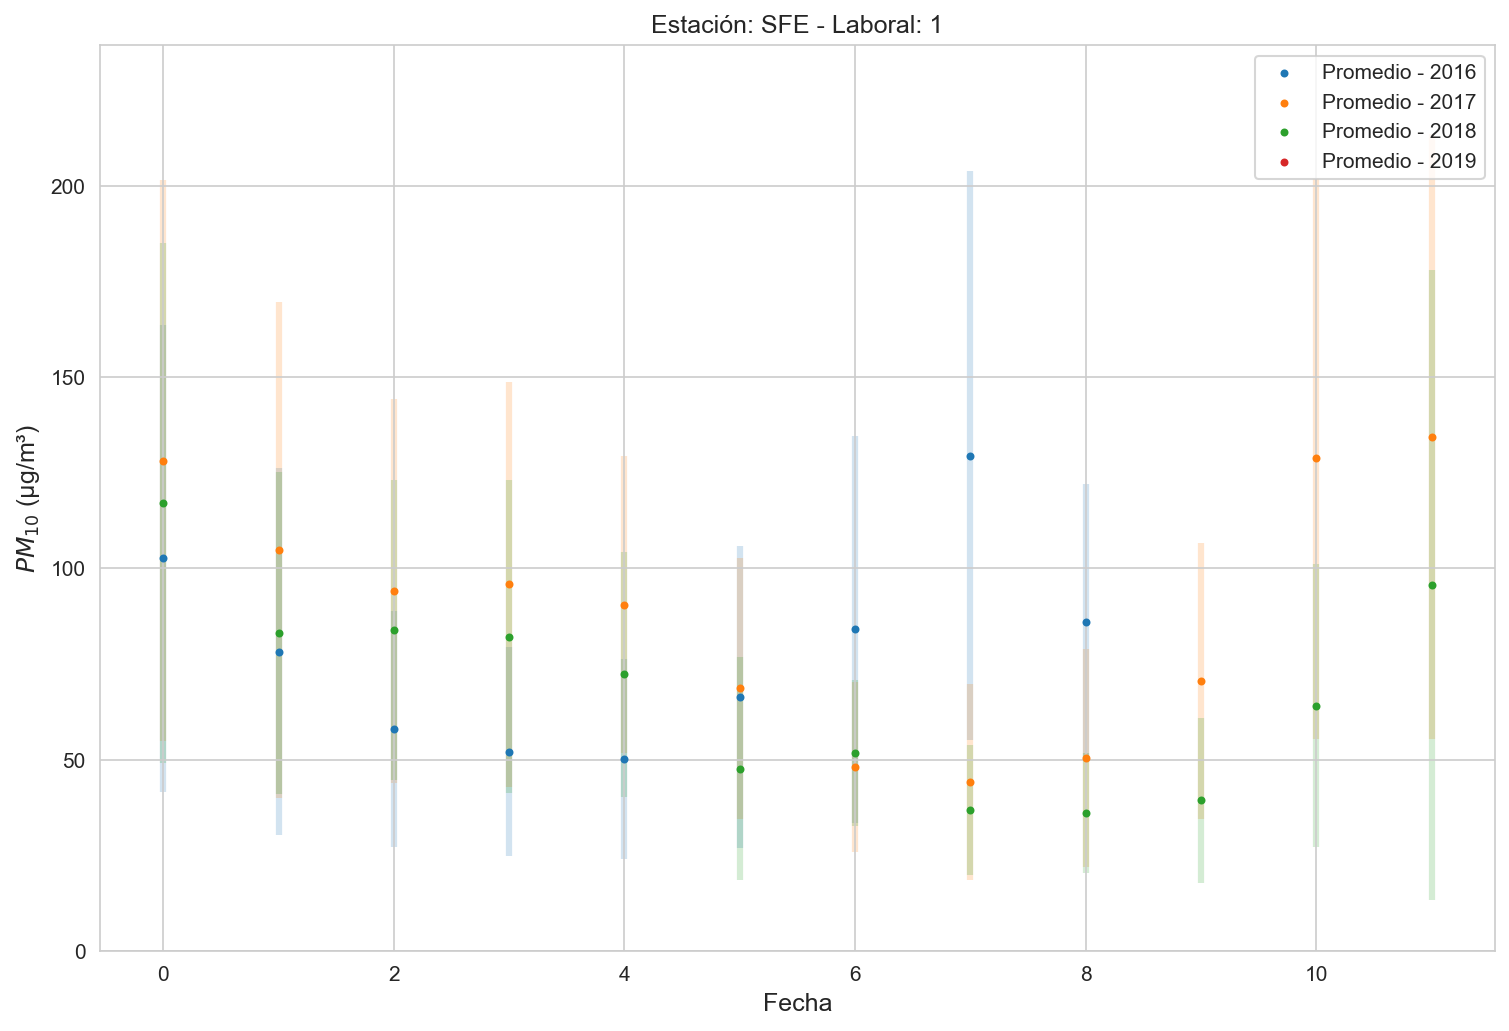 Estación: SFE - Laboral: 1
Promedio - 2016
Promedio - 2017
Promedio - 2018
Promedio - 2019
200
150
100
50
0
PM₁₀ (µg/m³)
0 2 4 6 8 10
Fecha